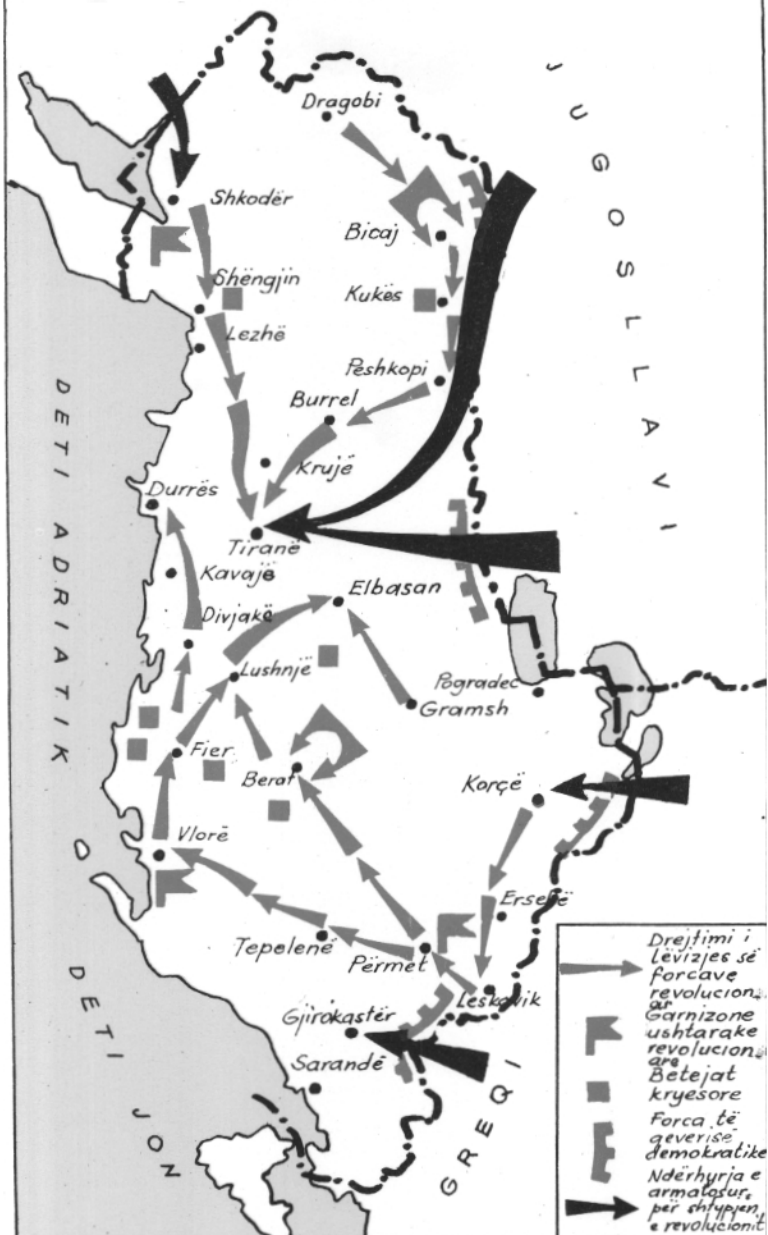 Dragobi
JUGOSLLAVI
Shkodër
Bicaj
Shëngjin
Kukës
Lezhë
Peshkopi
Burrel
Krujë
DETI ADRIATIK
Durrës
Tiranë
Kavajë
Elbasan
Divjakë
Lushnjë
Pogradec
Gramsh
Fier
Berat
Korçë
Vlorë
Ersekë
Tepelenë
Përmet
Leskovik
Gjirokastër
Sarandë
DETI JON
GREQI
Drejtimi i
lëvizjes së
forcave
revolucion-
are
Garnizone
ushtarake
revolucion-
are
Betejat
kryesore
Forca të
qeverisë
demokratike
Ndërhyrja e
armatosur
për shtypjen
e revolucionit